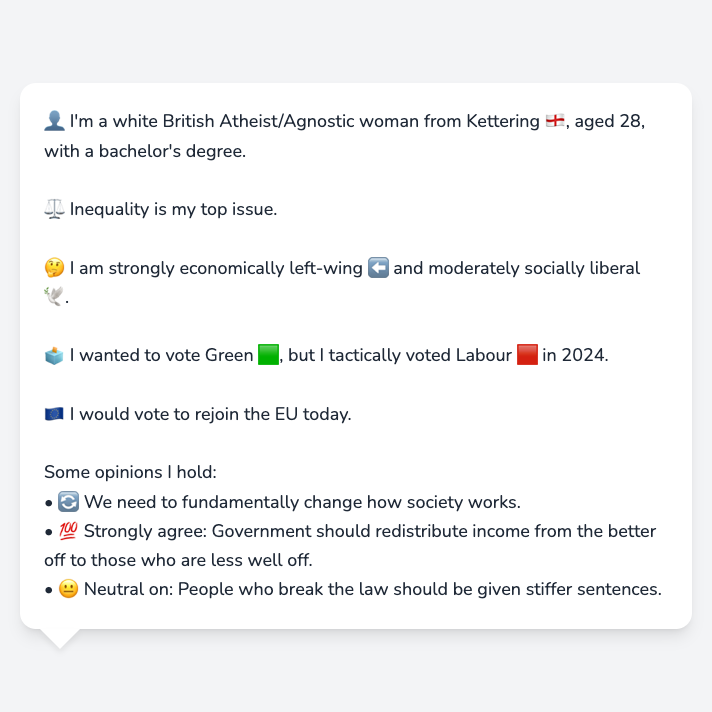 👤 I'm a white British Atheist/Agnostic woman from Kettering 🏴󠁧󠁢󠁥󠁮󠁧󠁿, aged 28,
with a bachelor's degree.
⚖️ Inequality is my top issue.
🤔 I am strongly economically left-wing ⬅️ and moderately socially liberal
🕊️.
🗳️ I wanted to vote Green 🟩, but I tactically voted Labour 🟥 in 2024.
🇪🇺 I would vote to rejoin the EU today.
Some opinions I hold:
• 🔄 We need to fundamentally change how society works.
• 💯 Strongly agree: Government should redistribute income from the better
off to those who are less well off.
• 😐 Neutral on: People who break the law should be given stiffer sentences.